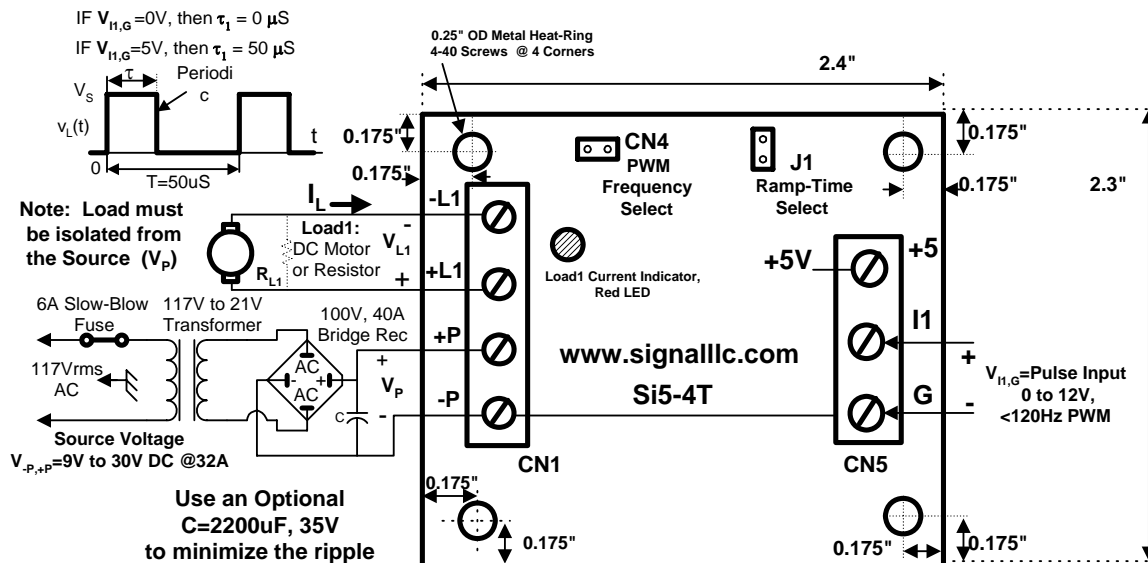 IF V_I1,G=0V, then τ₁ = 0 µS
IF V_I1,G=5V, then τ₁ = 50 µS
τ
Periodi
c
V_S
v_L(t)
t
0
T=50uS
0.25" OD Metal Heat-Ring
4-40 Screws @ 4 Corners
2.4"
0.175"
0.175"
0.175"
0.175"
2.3"
CN4
PWM
Frequency
Select
J1
Ramp-Time
Select
Note: Load must
be isolated from
the Source (V_P)
I_L
-L1
Load1:
DC Motor
or Resistor
-
V_L1
+
R_L1
+L1
Load1 Current Indicator,
Red LED
+5V
+5
I1
G
6A Slow-Blow
Fuse
117V to 21V
Transformer
100V, 40A
Bridge Rec
117Vrms
AC
AC
-
+
AC
C
+
V_P
-
+P
-P
www.signalllc.com
Si5-4T
+
V_I1,G=Pulse Input
0 to 12V,
<120Hz PWM
-
Source Voltage
V_-P,+P=9V to 30V DC @32A
CN1
CN5
Use an Optional
C=2200uF, 35V
to minimize the ripple
0.175"
0.175"
0.175"
0.175"